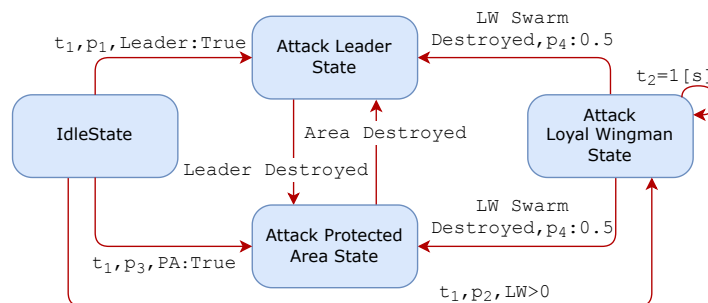 t1,p1,Leader:True
LW Swarm
Destroyed,p4:0.5
Attack Leader
State
t2=1[s]
IdleState
Area Destroyed
Attack
Loyal Wingman
State
Leader Destroyed
LW Swarm
Destroyed,p4:0.5
Attack Protected
Area State
t1,p3,PA:True
t1,p2,LW>0